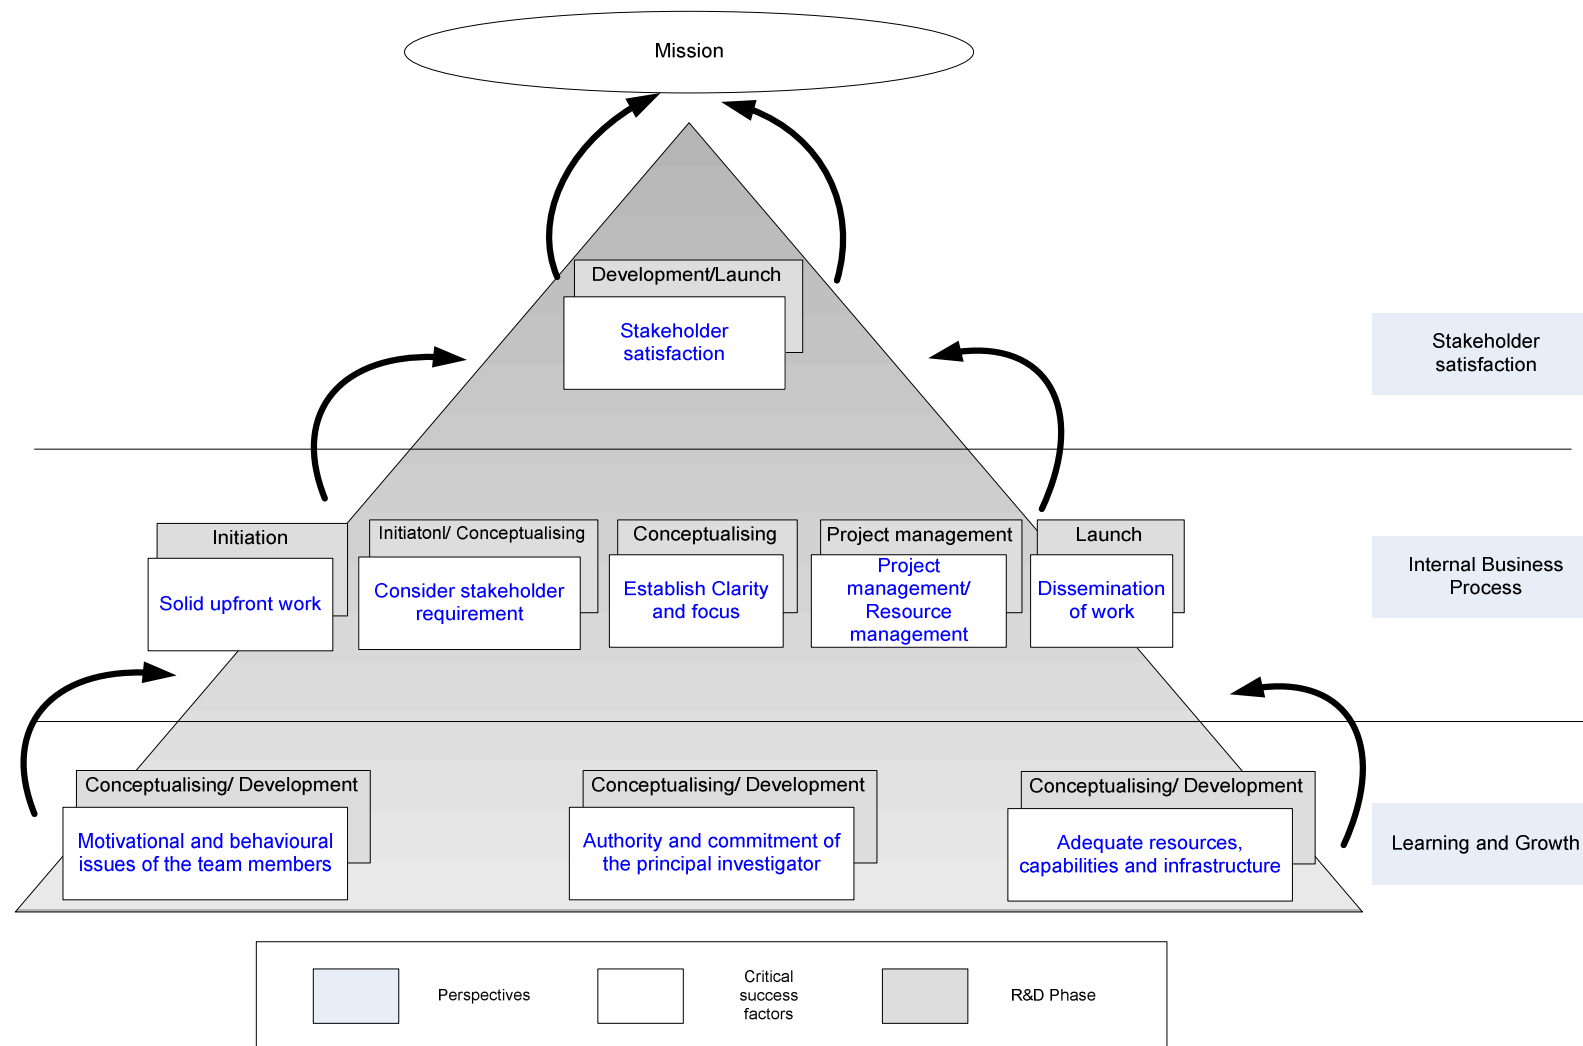 Mission
Development/Launch
Stakeholder
satisfaction
Stakeholder
satisfaction
Initiation
Solid upfront work
Initiatonl/ Conceptualising
Consider stakeholder
requirement
Conceptualising
Establish Clarity
and focus
Project management
Project
management/
Resource
management
Launch
Dissemination
of work
Internal Business
Process
Conceptualising/ Development
Motivational and behavioural
issues of the team members
Conceptualising/ Development
Authority and commitment of
the principal investigator
Conceptualising/ Development
Adequate resources,
capabilities and infrastructure
Learning and Growth
Perspectives
Critical
success
factors
R&D Phase